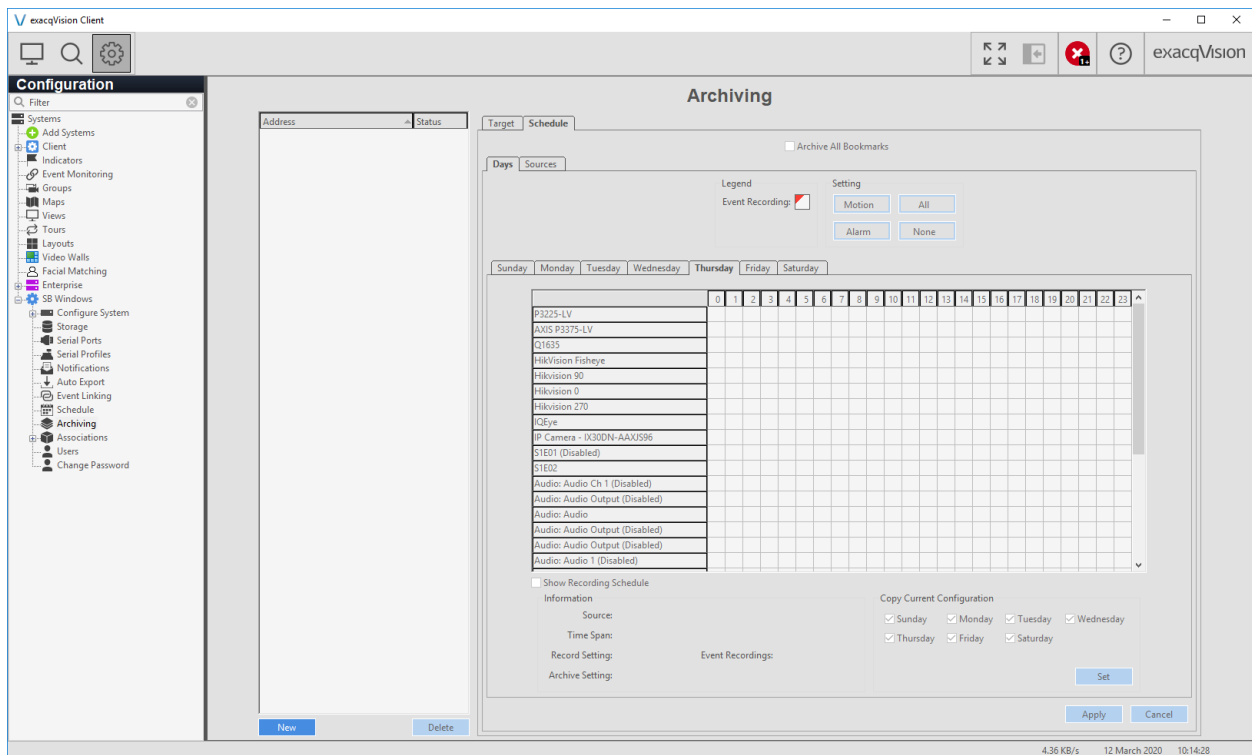 exacqVision Client
exacqVision
Configuration
Filter
Systems
Add Systems
Client
Indicators
Event Monitoring
Groups
Maps
Views
Tours
Layouts
Video Walls
Facial Matching
Enterprise
SB Windows
Configure System
Storage
Serial Ports
Serial Profiles
Notifications
Auto Export
Event Linking
Schedule
Archiving
Associations
Users
Change Password
Archiving
Address Status
New Delete
Target Schedule
Archive All Bookmarks
Days Sources
Legend Setting
Event Recording: Motion All
Alarm None
Sunday Monday Tuesday Wednesday Thursday Friday Saturday
0 1 2 3 4 5 6 7 8 9 10 11 12 13 14 15 16 17 18 19 20 21 22 23
P3225-LV
AXIS P3375-LV
Q1635
HikVision Fisheye
Hikvision 90
Hikvision 0
Hikvision 270
IQEye
IP Camera - IX30DN-AAXJS96
S1E01 (Disabled)
S1E02
Audio: Audio Ch 1 (Disabled)
Audio: Audio Output (Disabled)
Audio: Audio
Audio: Audio Output (Disabled)
Audio: Audio Output (Disabled)
Audio: Audio 1 (Disabled)
Show Recording Schedule
Information
Source:
Time Span:
Record Setting: Event Recordings:
Archive Setting:
Copy Current Configuration
Sunday Monday Tuesday Wednesday
Thursday Friday Saturday
Set
Apply Cancel
4.36 KB/s 12 March 2020 10:14:28